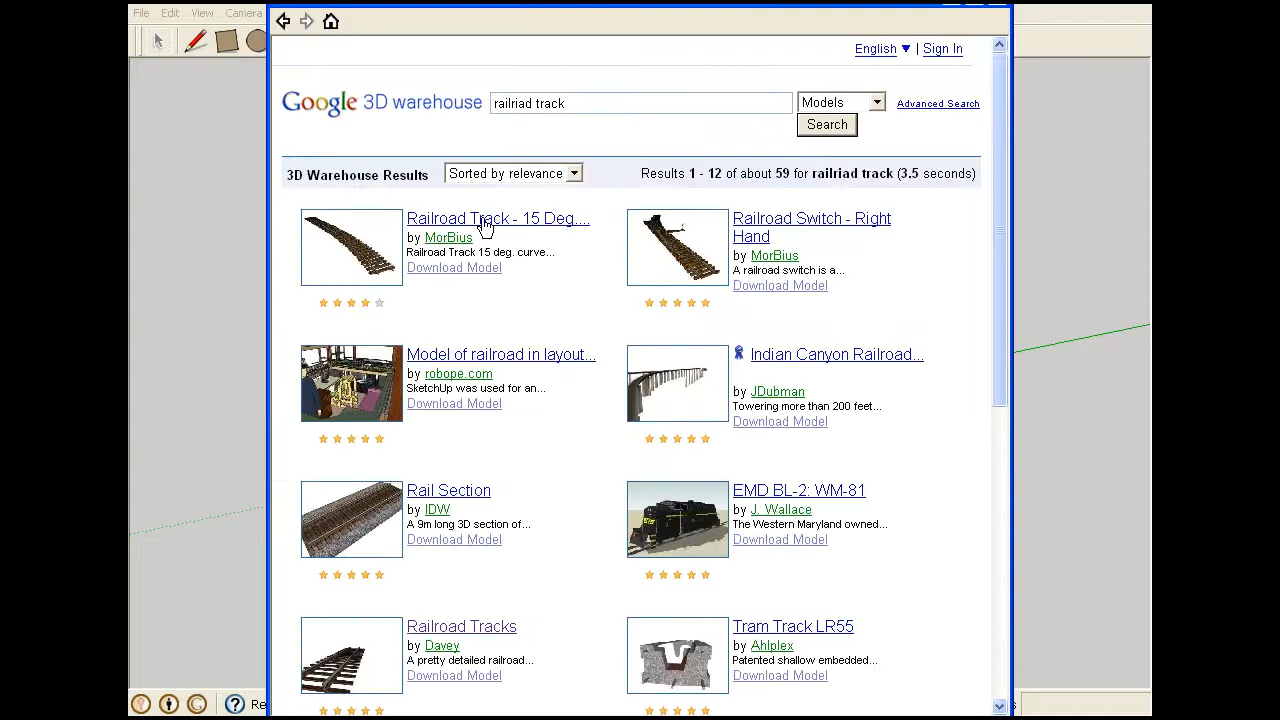 File Edit View Camera
English ▼ | Sign In
Google 3D warehouse railriad track Models Advanced Search
Search
3D Warehouse Results Sorted by relevance Results 1 - 12 of about 59 for railriad track (3.5 seconds)
Railroad Track - 15 Deg....
by MorBius
Railroad Track 15 deg. curve...
Download Model
Railroad Switch - Right
Hand
by MorBius
A railroad switch is a...
Download Model
Model of railroad in layout...
by robope.com
SketchUp was used for an...
Download Model
Indian Canyon Railroad...
by JDubman
Towering more than 200 feet...
Download Model
Rail Section
by IDW
A 9m long 3D section of...
Download Model
EMD BL-2: WM-81
by J. Wallace
The Western Maryland owned...
Download Model
Railroad Tracks
by Davey
A pretty detailed railroad...
Download Model
Tram Track LR55
by Ahlplex
Patented shallow embedded...
Download Model